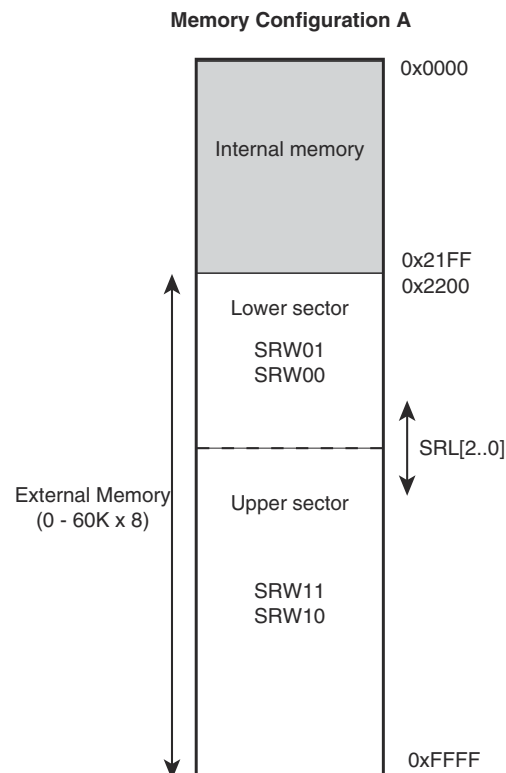 Memory Configuration A
0x0000
Internal memory
0x21FF
0x2200
Lower sector
SRW01
SRW00
SRL[2..0]
External Memory
(0 - 60K x 8)
Upper sector
SRW11
SRW10
0xFFFF